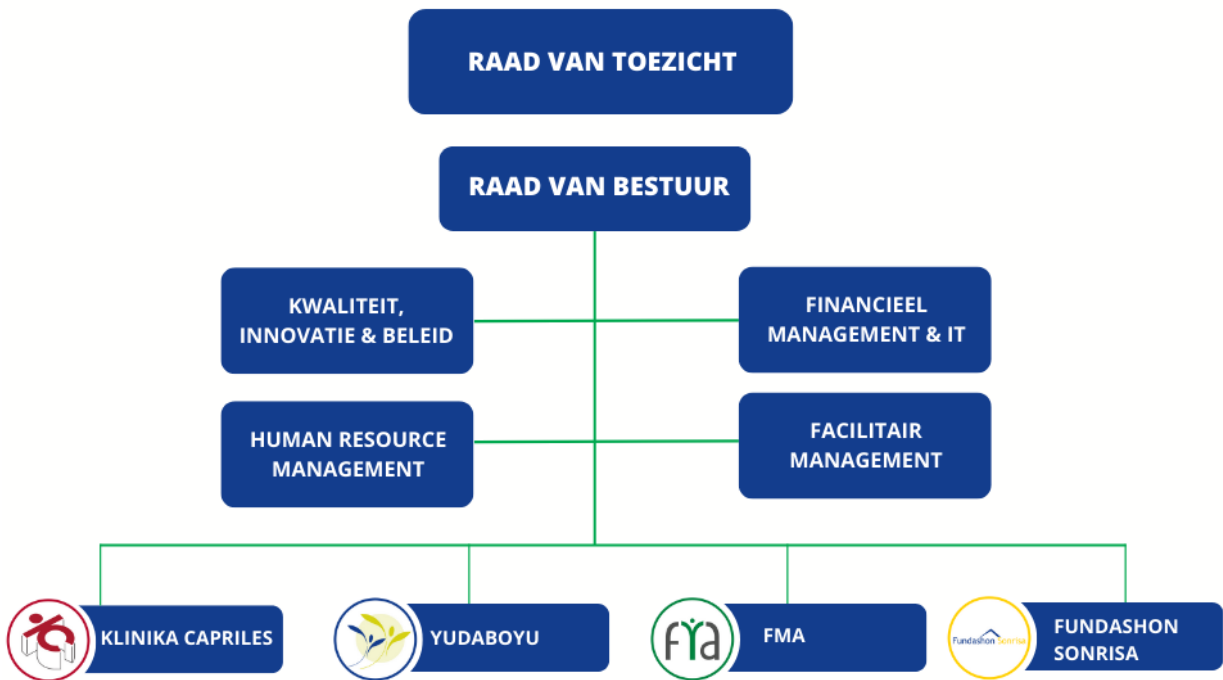 RAAD VAN TOEZICHT
RAAD VAN BESTUUR
KWALITEIT,
INNOVATIE & BELEID
FINANCIEEL
MANAGEMENT & IT
HUMAN RESOURCE
MANAGEMENT
FACILITAIR
MANAGEMENT
KLINIKA CAPRILES
YUDABOYU
fma
FMA
Fundashon Sonrisa
FUNDASHON
SONRISA